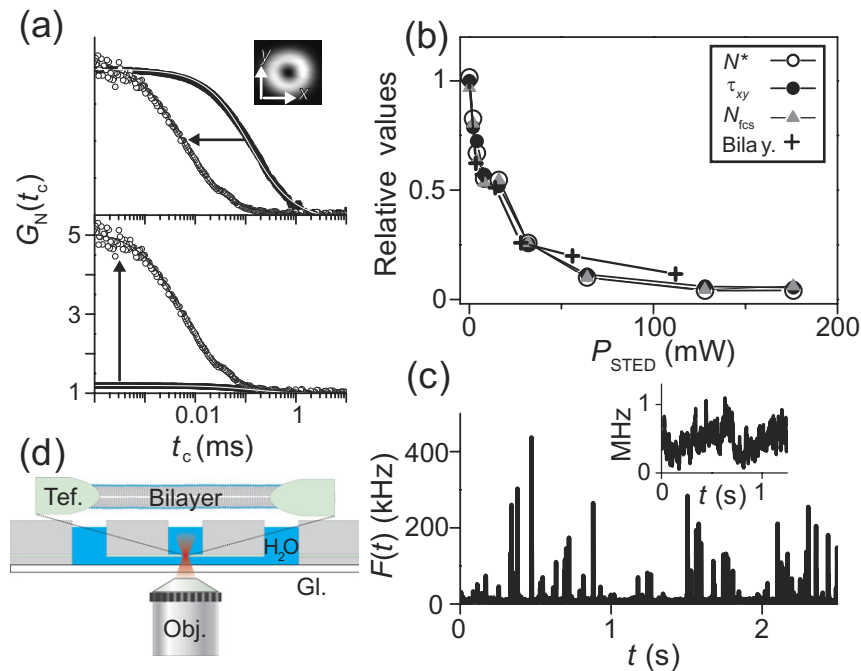 (a)
y
x
G_N(t_c)
5
3
1
0.01
1
t_c (ms)
(b)
Relative values
1
0.5
0
0
100
200
P_STED (mW)
N*
τ_xy
N_fcs
Bilay.
(c)
F(t) (kHz)
400
200
0
0
1
2
t (s)
MHz
1
0
0
1
t (s)
(d)
Tef.
Bilayer
H₂O
Gl.
Obj.